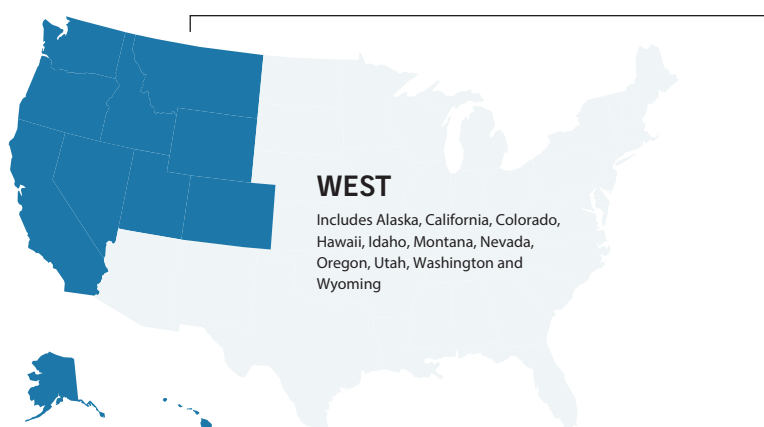 WEST
Includes Alaska, California, Colorado,
Hawaii, Idaho, Montana, Nevada,
Oregon, Utah, Washington and
Wyoming